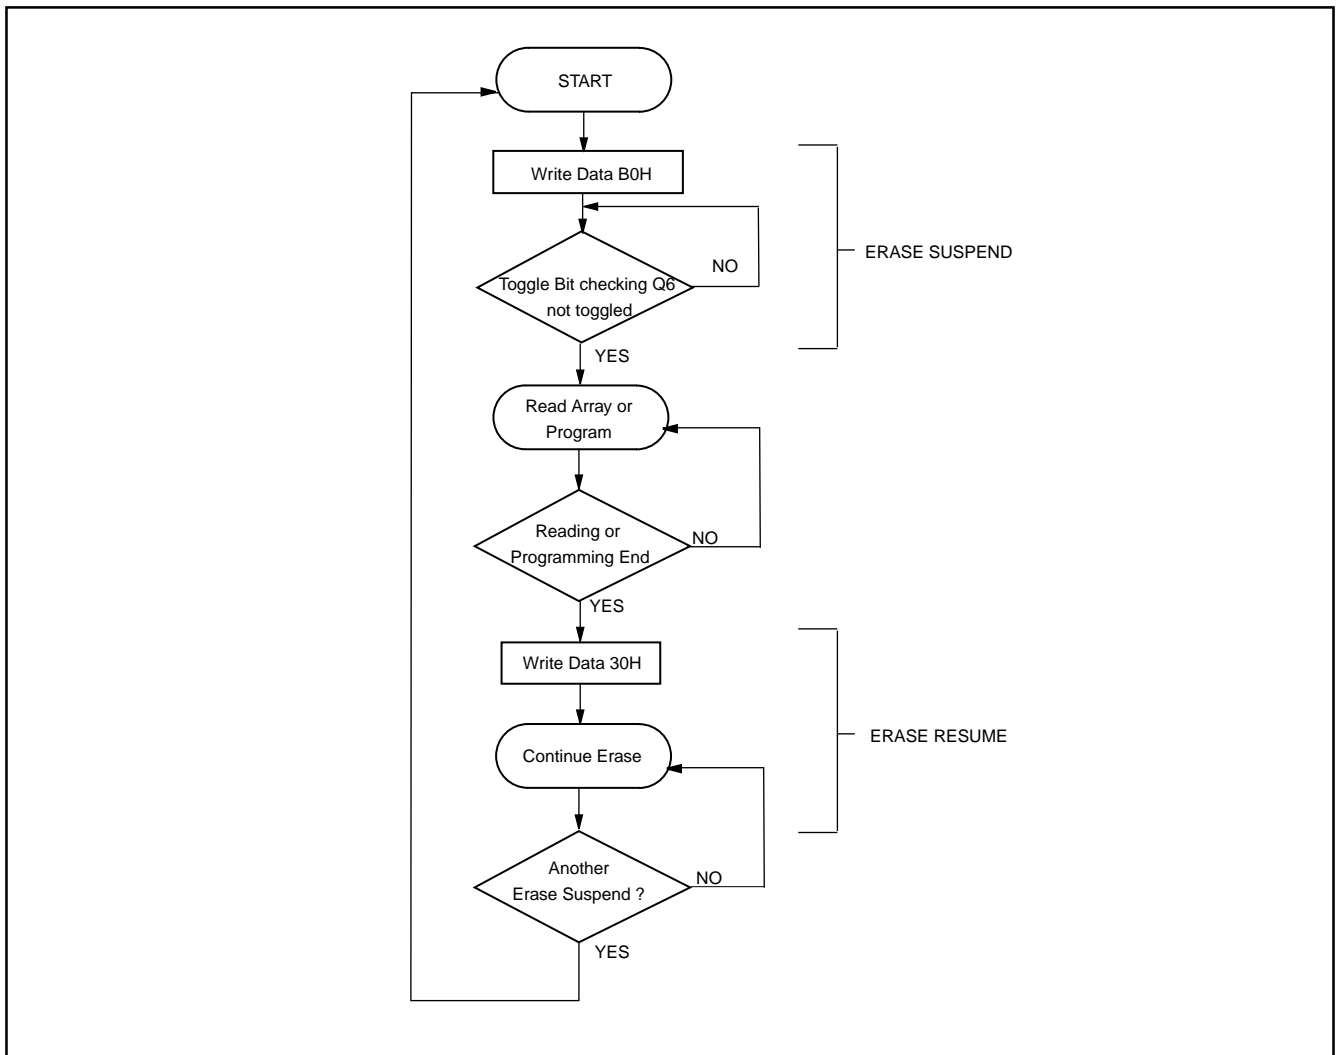 START
Write Data B0H
ERASE SUSPEND
NO
Toggle Bit checking Q6
not toggled
YES
Read Array or
Program
Reading or
Programming End
NO
YES
Write Data 30H
ERASE RESUME
Continue Erase
Another
Erase Suspend ?
NO
YES